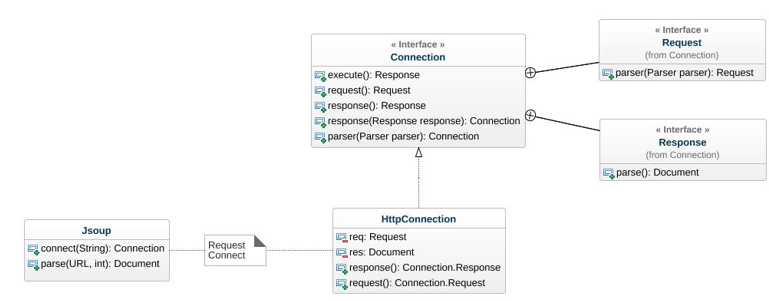 « Interface »
Connection
execute(): Response
request(): Request
response(): Response
response(Response response): Connection
parser(Parser parser): Connection
« Interface »
Request
(from Connection)
parser(Parser parser): Request
« Interface »
Response
(from Connection)
parse(): Document
Jsoup
connect(String): Connection
parse(URL, int): Document
Request
Connect
HttpConnection
req: Request
res: Document
response(): Connection.Response
request(): Connection.Request